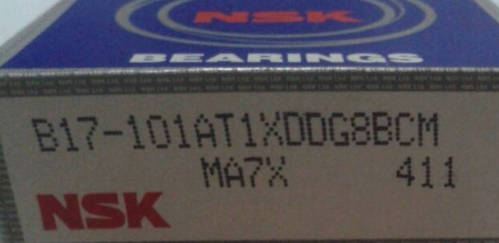 NSK
BEARINGS
B17-101AT1XDDG8BCM
MA7X 411
NSK